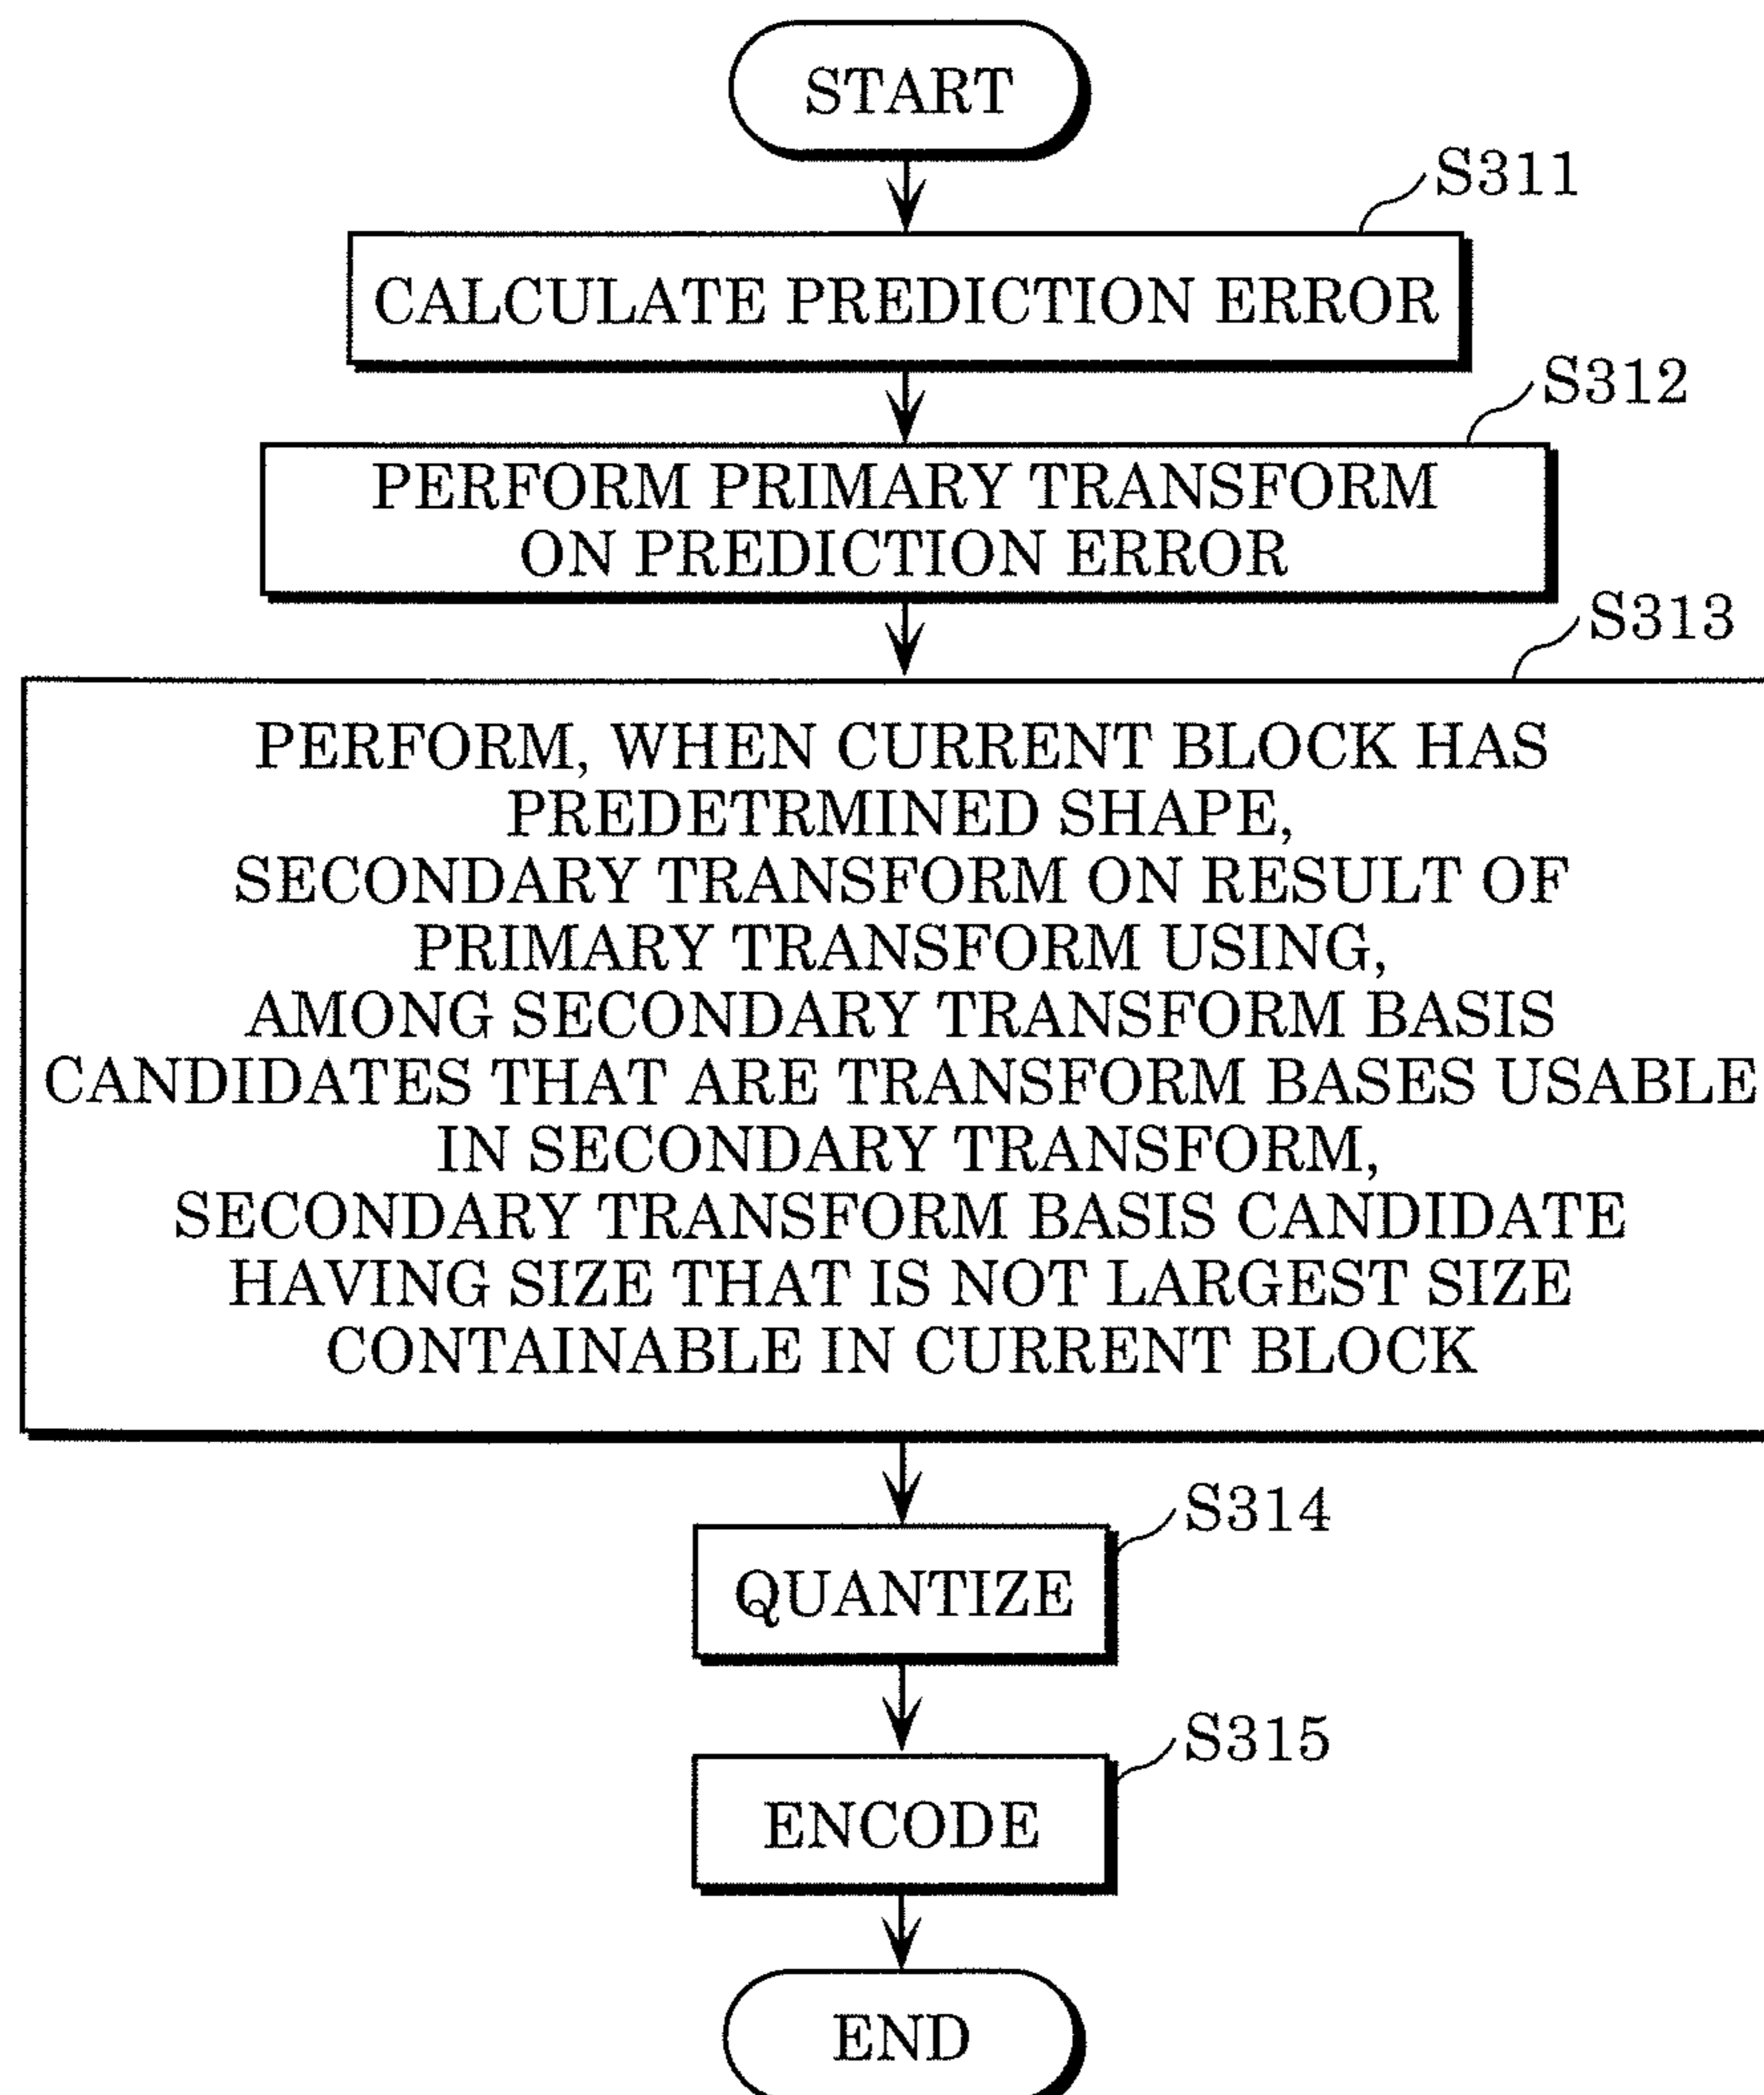 START
S311
CALCULATE PREDICTION ERROR
S312
PERFORM PRIMARY TRANSFORM
ON PREDICTION ERROR
S313
PERFORM, WHEN CURRENT BLOCK HAS
PREDETRMINED SHAPE,
SECONDARY TRANSFORM ON RESULT OF
PRIMARY TRANSFORM USING,
AMONG SECONDARY TRANSFORM BASIS
CANDIDATES THAT ARE TRANSFORM BASES USABLE
IN SECONDARY TRANSFORM,
SECONDARY TRANSFORM BASIS CANDIDATE
HAVING SIZE THAT IS NOT LARGEST SIZE
CONTAINABLE IN CURRENT BLOCK
S314
QUANTIZE
S315
ENCODE
END